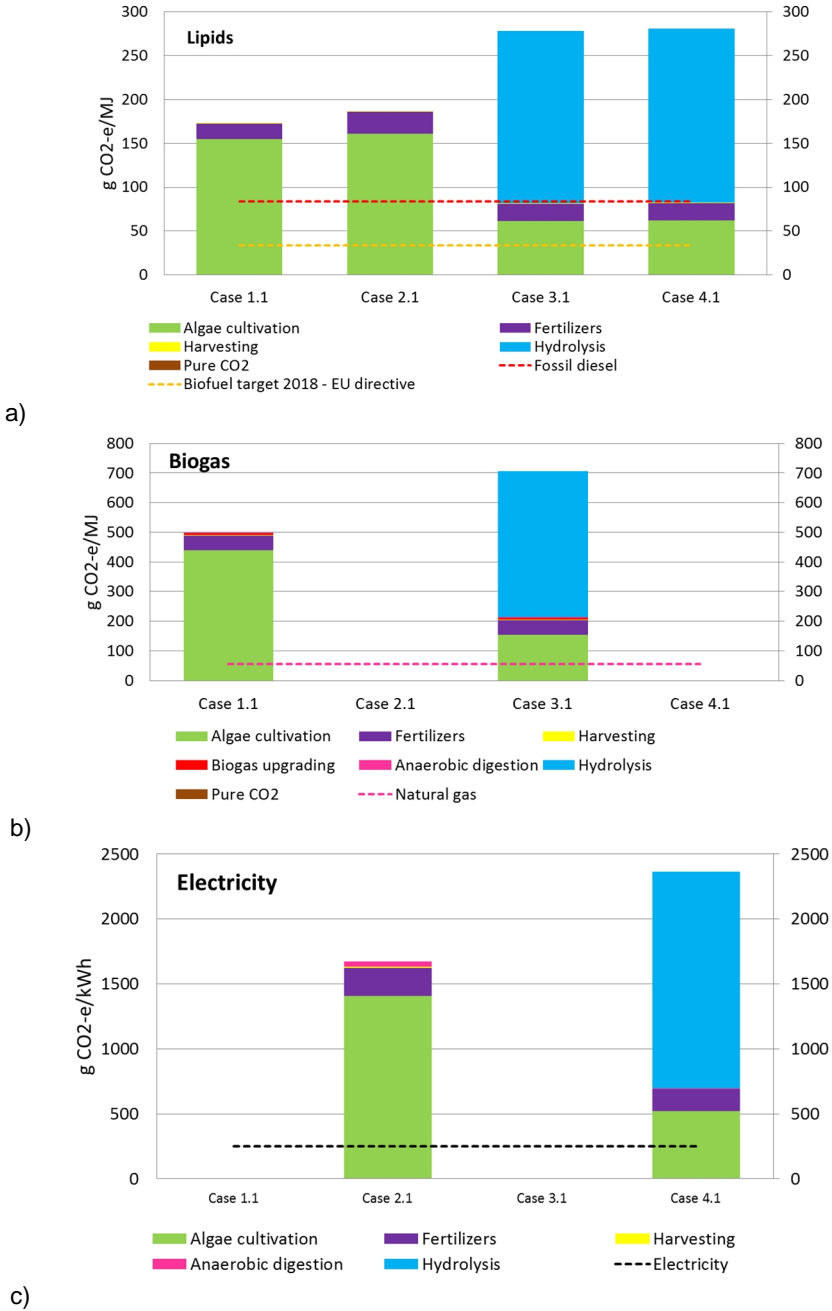 Lipids
g CO2-e/MJ
300 300
250 250
200 200
150 150
100 100
50 50
0 0
Case 1.1 Case 2.1 Case 3.1 Case 4.1
Algae cultivation Fertilizers
Harvesting Hydrolysis
Pure CO2 Fossil diesel
Biofuel target 2018 - EU directive
a)
Biogas
g CO2-e/MJ
800 800
700 700
600 600
500 500
400 400
300 300
200 200
100 100
0 0
Case 1.1 Case 2.1 Case 3.1 Case 4.1
Algae cultivation Fertilizers Harvesting
Biogas upgrading Anaerobic digestion Hydrolysis
Pure CO2 Natural gas
b)
Electricity
g CO2-e/kWh
2500 2500
2000 2000
1500 1500
1000 1000
500 500
0 0
Case 1.1 Case 2.1 Case 3.1 Case 4.1
Algae cultivation Fertilizers Harvesting
Anaerobic digestion Hydrolysis Electricity
c)